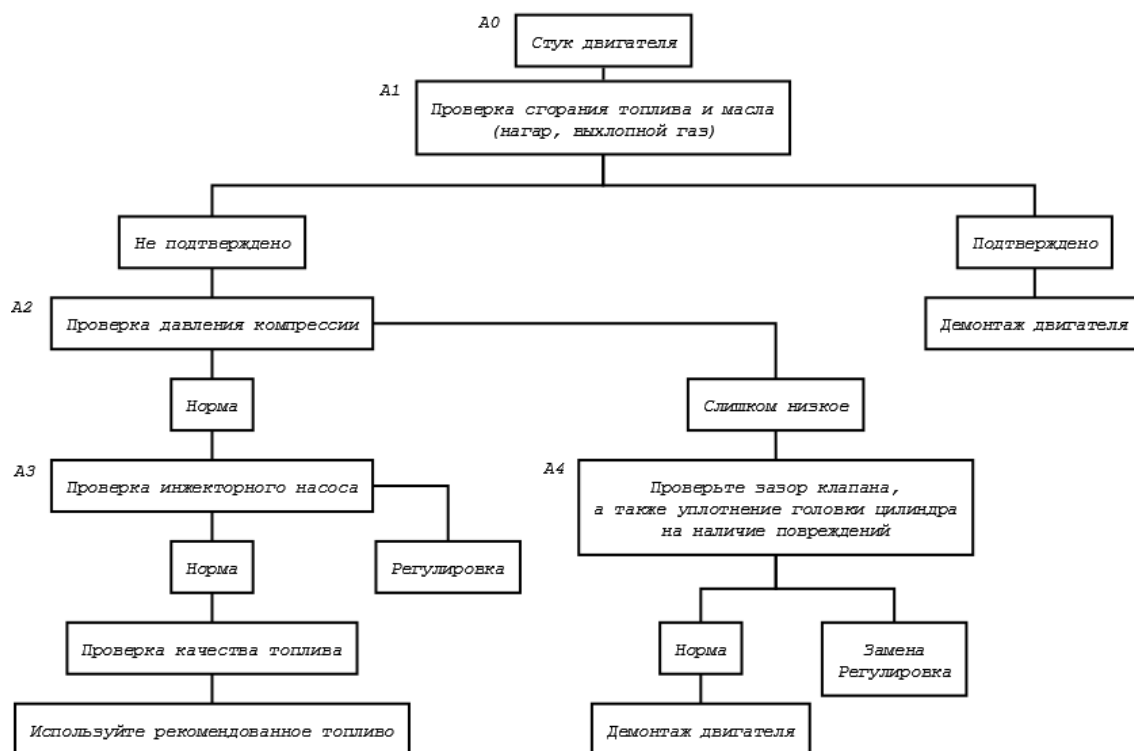 A0
Стук двигателя
A1
Проверка сгорания топлива и масла
(нагар, выхлопной газ)
Не подтверждено
Подтверждено
A2
Проверка давления компрессии
Демонтаж двигателя
Норма
Слишком низкое
A3
Проверка инжекторного насоса
A4
Проверьте зазор клапана,
а также уплотнение головки цилиндра
на наличие повреждений
Норма
Регулировка
Проверка качества топлива
Норма
Замена
Регулировка
Используйте рекомендованное топливо
Демонтаж двигателя